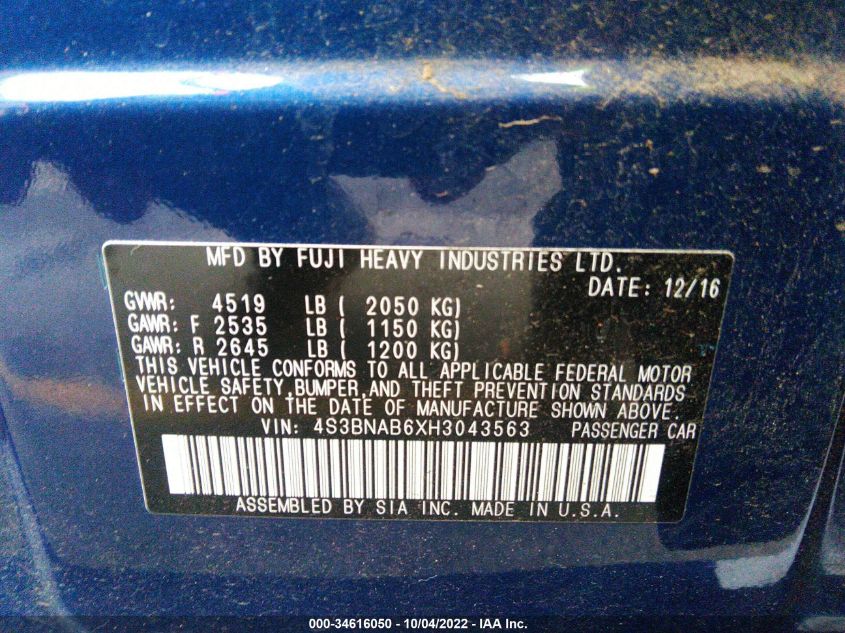 MFD BY FUJI HEAVY INDUSTRIES LTD.
DATE: 12/16
GVWR: 4519 LB ( 2050 KG)
GAWR: F 2535 LB ( 1150 KG)
GAWR: R 2645 LB ( 1200 KG)
THIS VEHICLE CONFORMS TO ALL APPLICABLE FEDERAL MOTOR
VEHICLE SAFETY,BUMPER,AND THEFT PREVENTION STANDARDS
IN EFFECT ON THE DATE OF MANUFACTURE SHOWN ABOVE.
VIN: 4S3BNAB6XH3043563 PASSENGER CAR
ASSEMBLED BY SIA INC. MADE IN U.S.A.
000-34616050 - 10/04/2022 - IAA Inc.